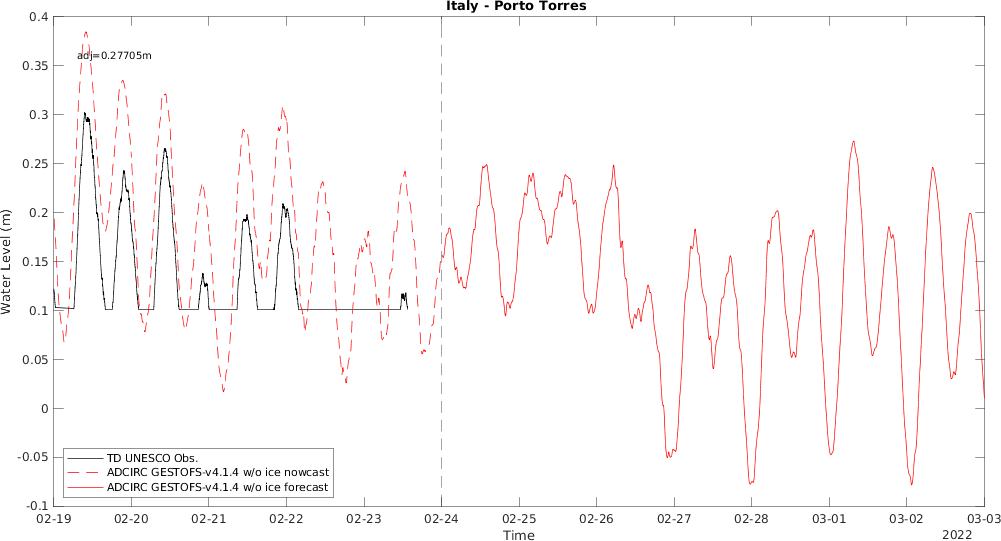 Italy - Porto Torres
adj=0.27705m
Water Level (m)
0.4
0.35
0.3
0.25
0.2
0.15
0.1
0.05
0
-0.05
-0.1
TD UNESCO Obs.
ADCIRC GESTOFS-v4.1.4 w/o ice nowcast
ADCIRC GESTOFS-v4.1.4 w/o ice forecast
02-19 02-20 02-21 02-22 02-23 02-24 02-25 02-26 02-27 02-28 03-01 03-02 03-03
Time
2022